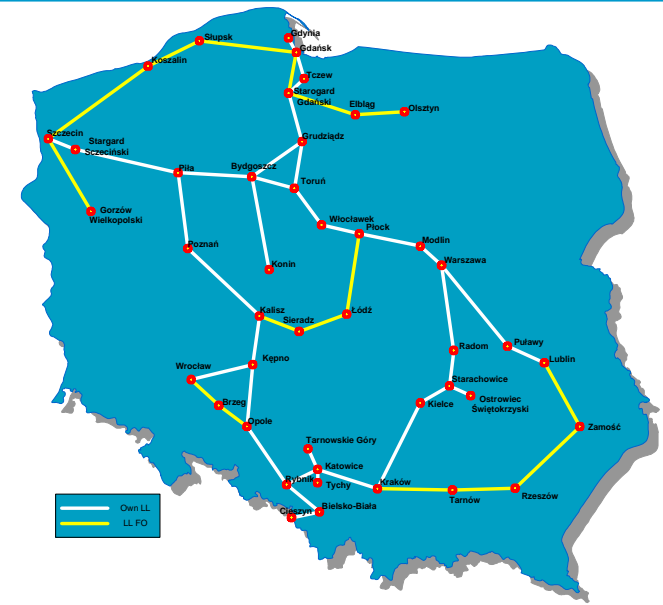 Gdynia
Słupsk
Gdańsk
Koszalin
Tczew
Starogard
Gdański
Elbląg
Olsztyn
Szczecin
Stargard
Sczeciński
Grudziądz
Piła
Bydgoszcz
Toruń
Gorzów
Wielkopolski
Włocławek
Płock
Poznań
Modlin
Warszawa
Konin
Kalisz
Sieradz
Łódź
Puławy
Radom
Lublin
Wrocław
Kępno
Starachowice
Brzeg
Kielce
Ostrowiec
Świętokrzyski
Opole
Zamość
Tarnowskie Góry
Katowice
Rybnik
Tychy
Kraków
Tarnów
Rzeszów
Cieszyn
Bielsko-Biała
Own LL
LL FO